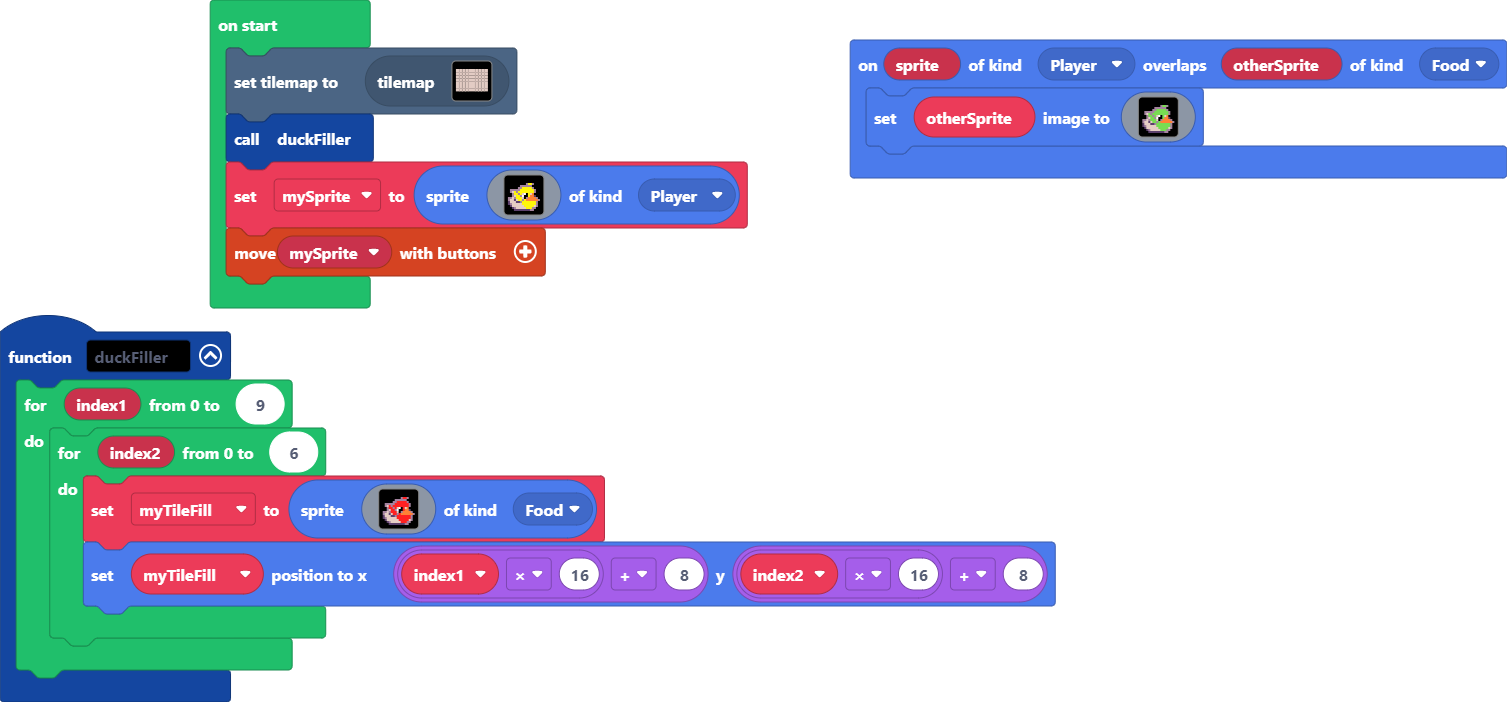 on start
set tilemap to tilemap
call duckFiller
set mySprite to sprite of kind Player
move mySprite with buttons
on sprite of kind Player overlaps otherSprite of kind Food
set otherSprite image to
function duckFiller
for index1 from 0 to 9
do
for index2 from 0 to 6
do
set myTileFill to sprite of kind Food
set myTileFill position to x index1 × 16 + 8 y index2 × 16 + 8